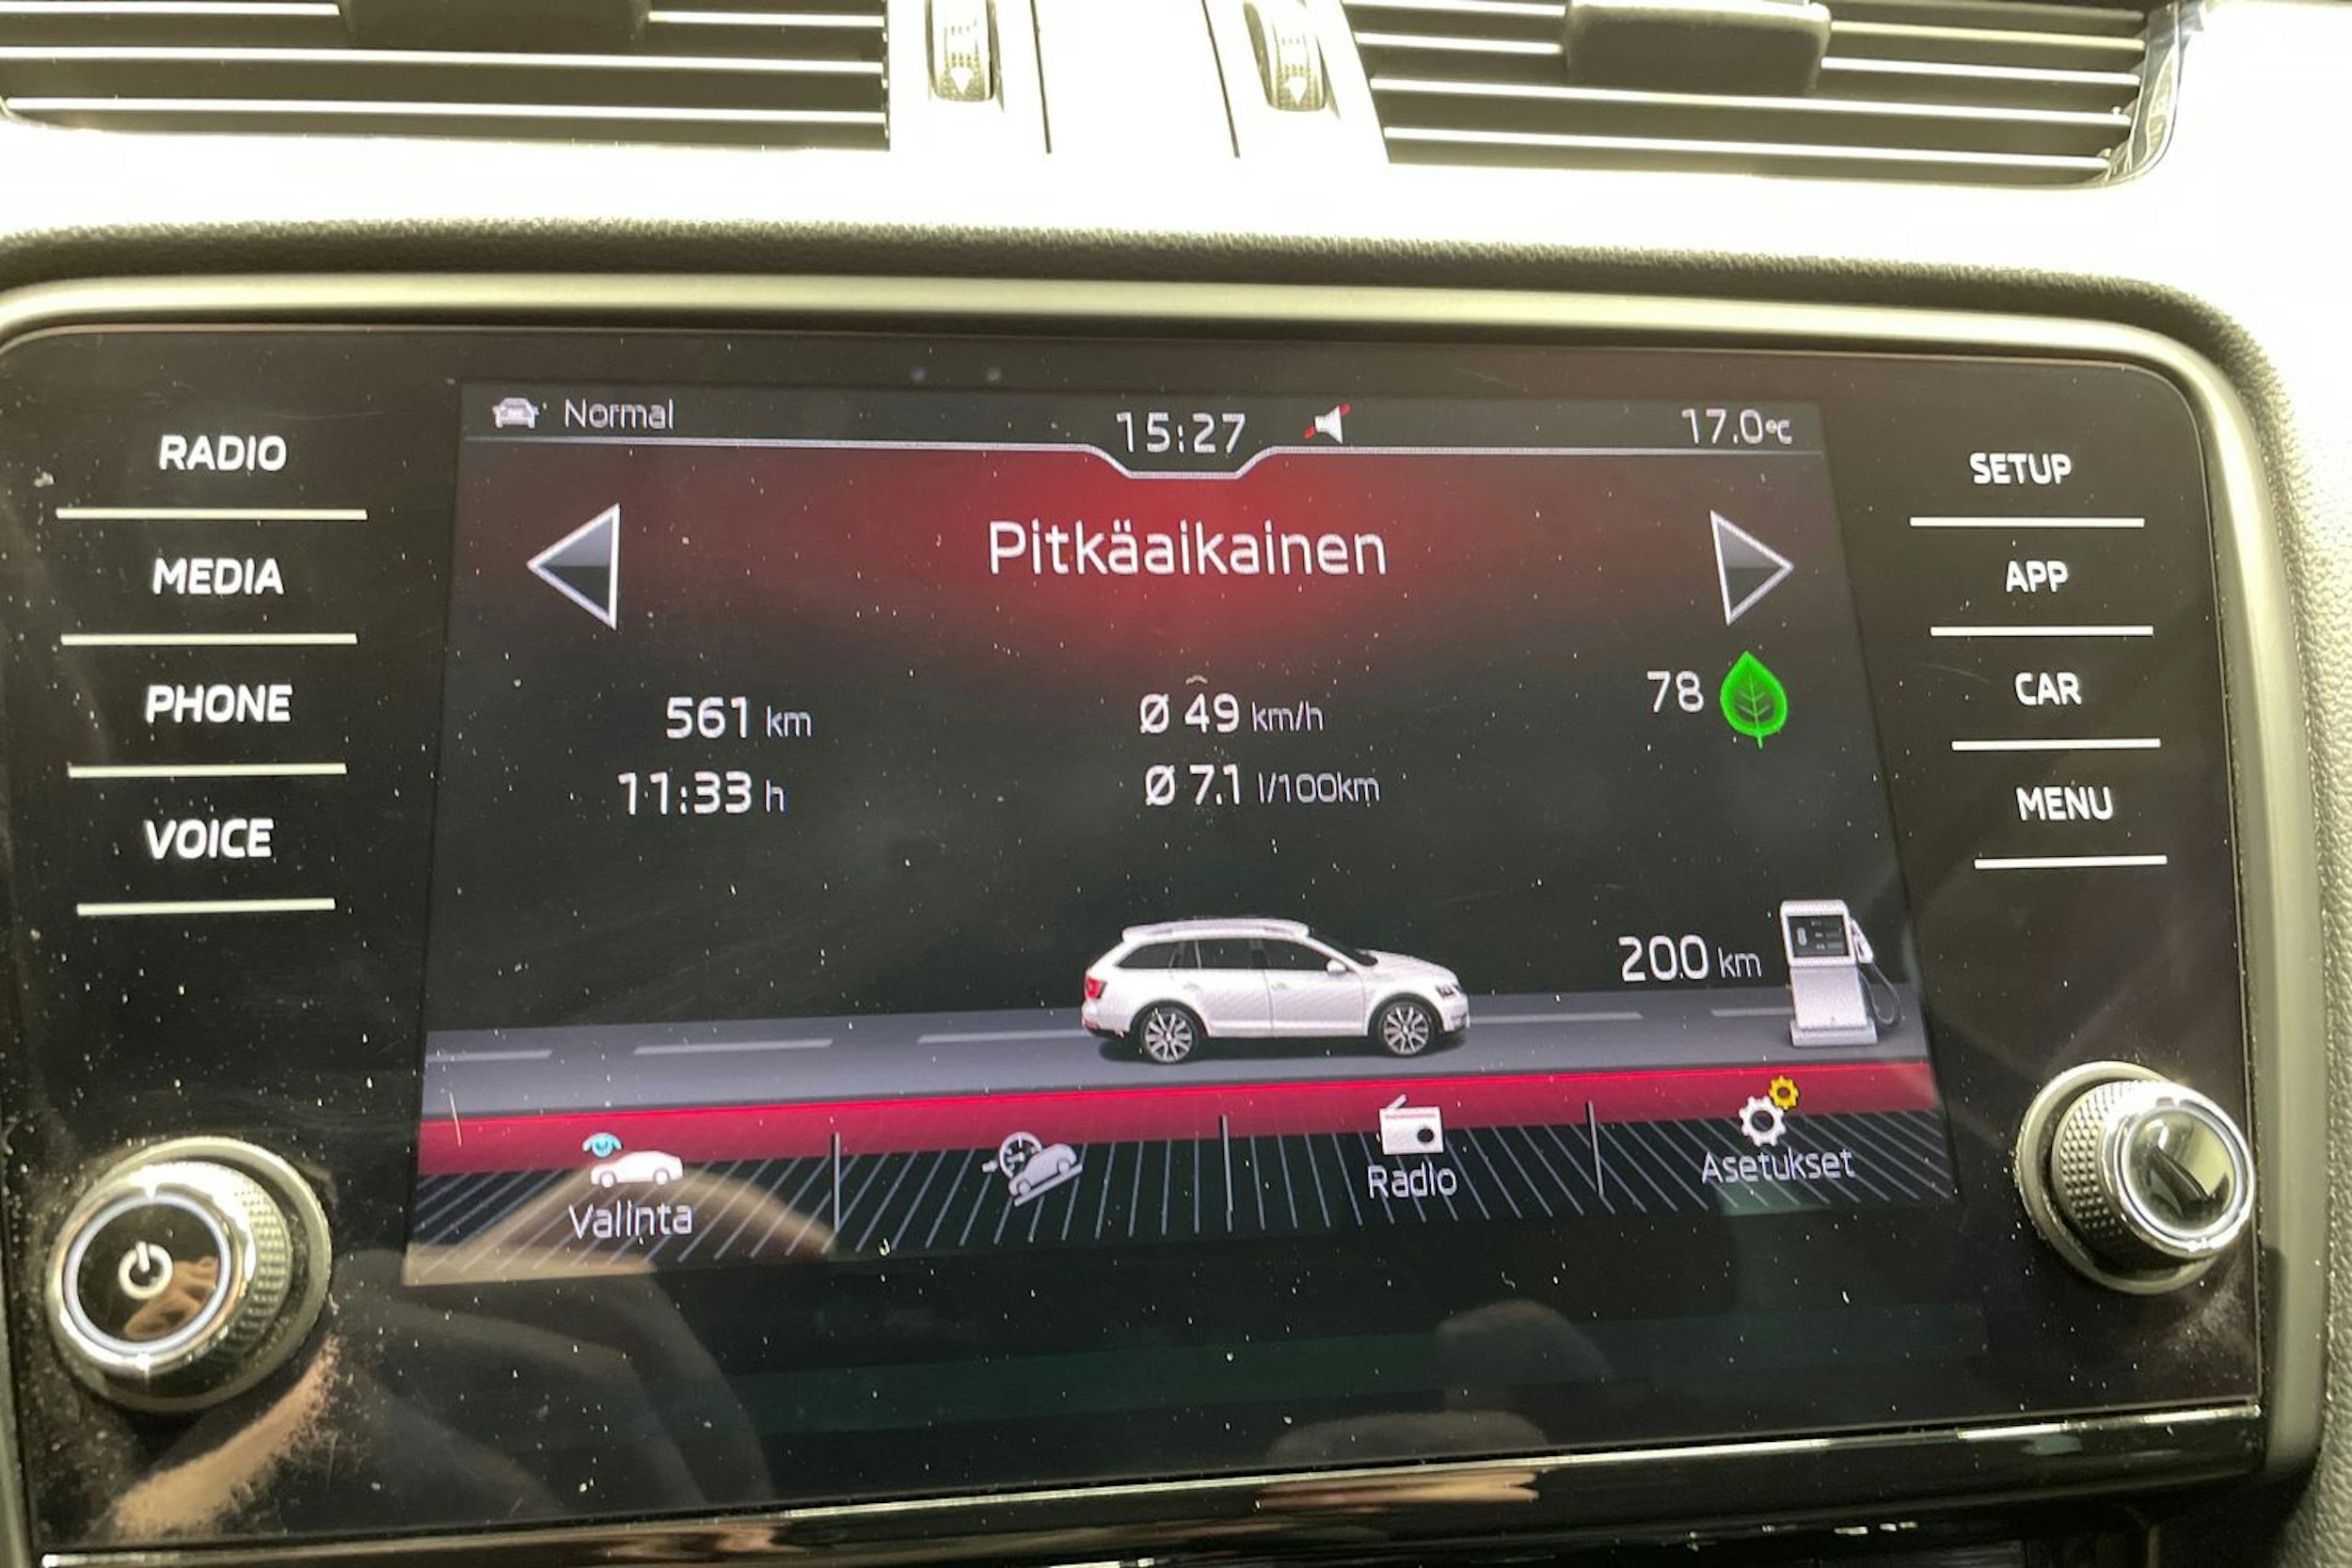 Normal 15:27 17.0°C
Pitkäaikainen
561 km Ø 49 km/h 78
11:33 h Ø 7.1 l/100km
200 km
Valinta Radio Asetukset
RADIO
MEDIA
PHONE
VOICE
SETUP
APP
CAR
MENU